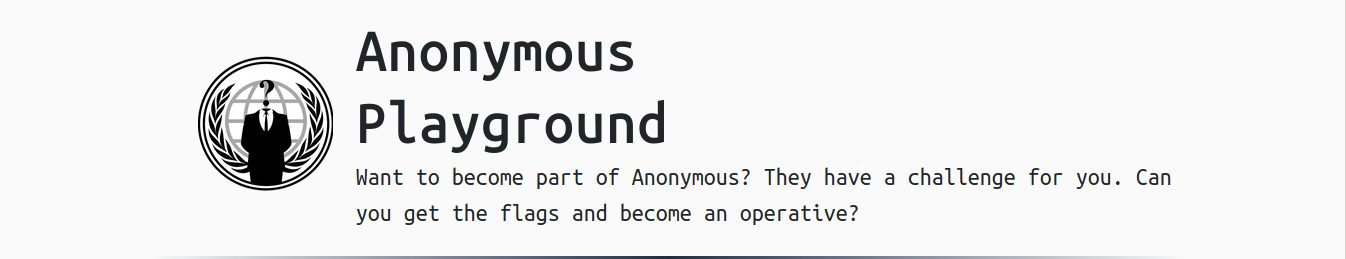 Anonymous
Playground
Want to become part of Anonymous? They have a challenge for you. Can
you get the flags and become an operative?